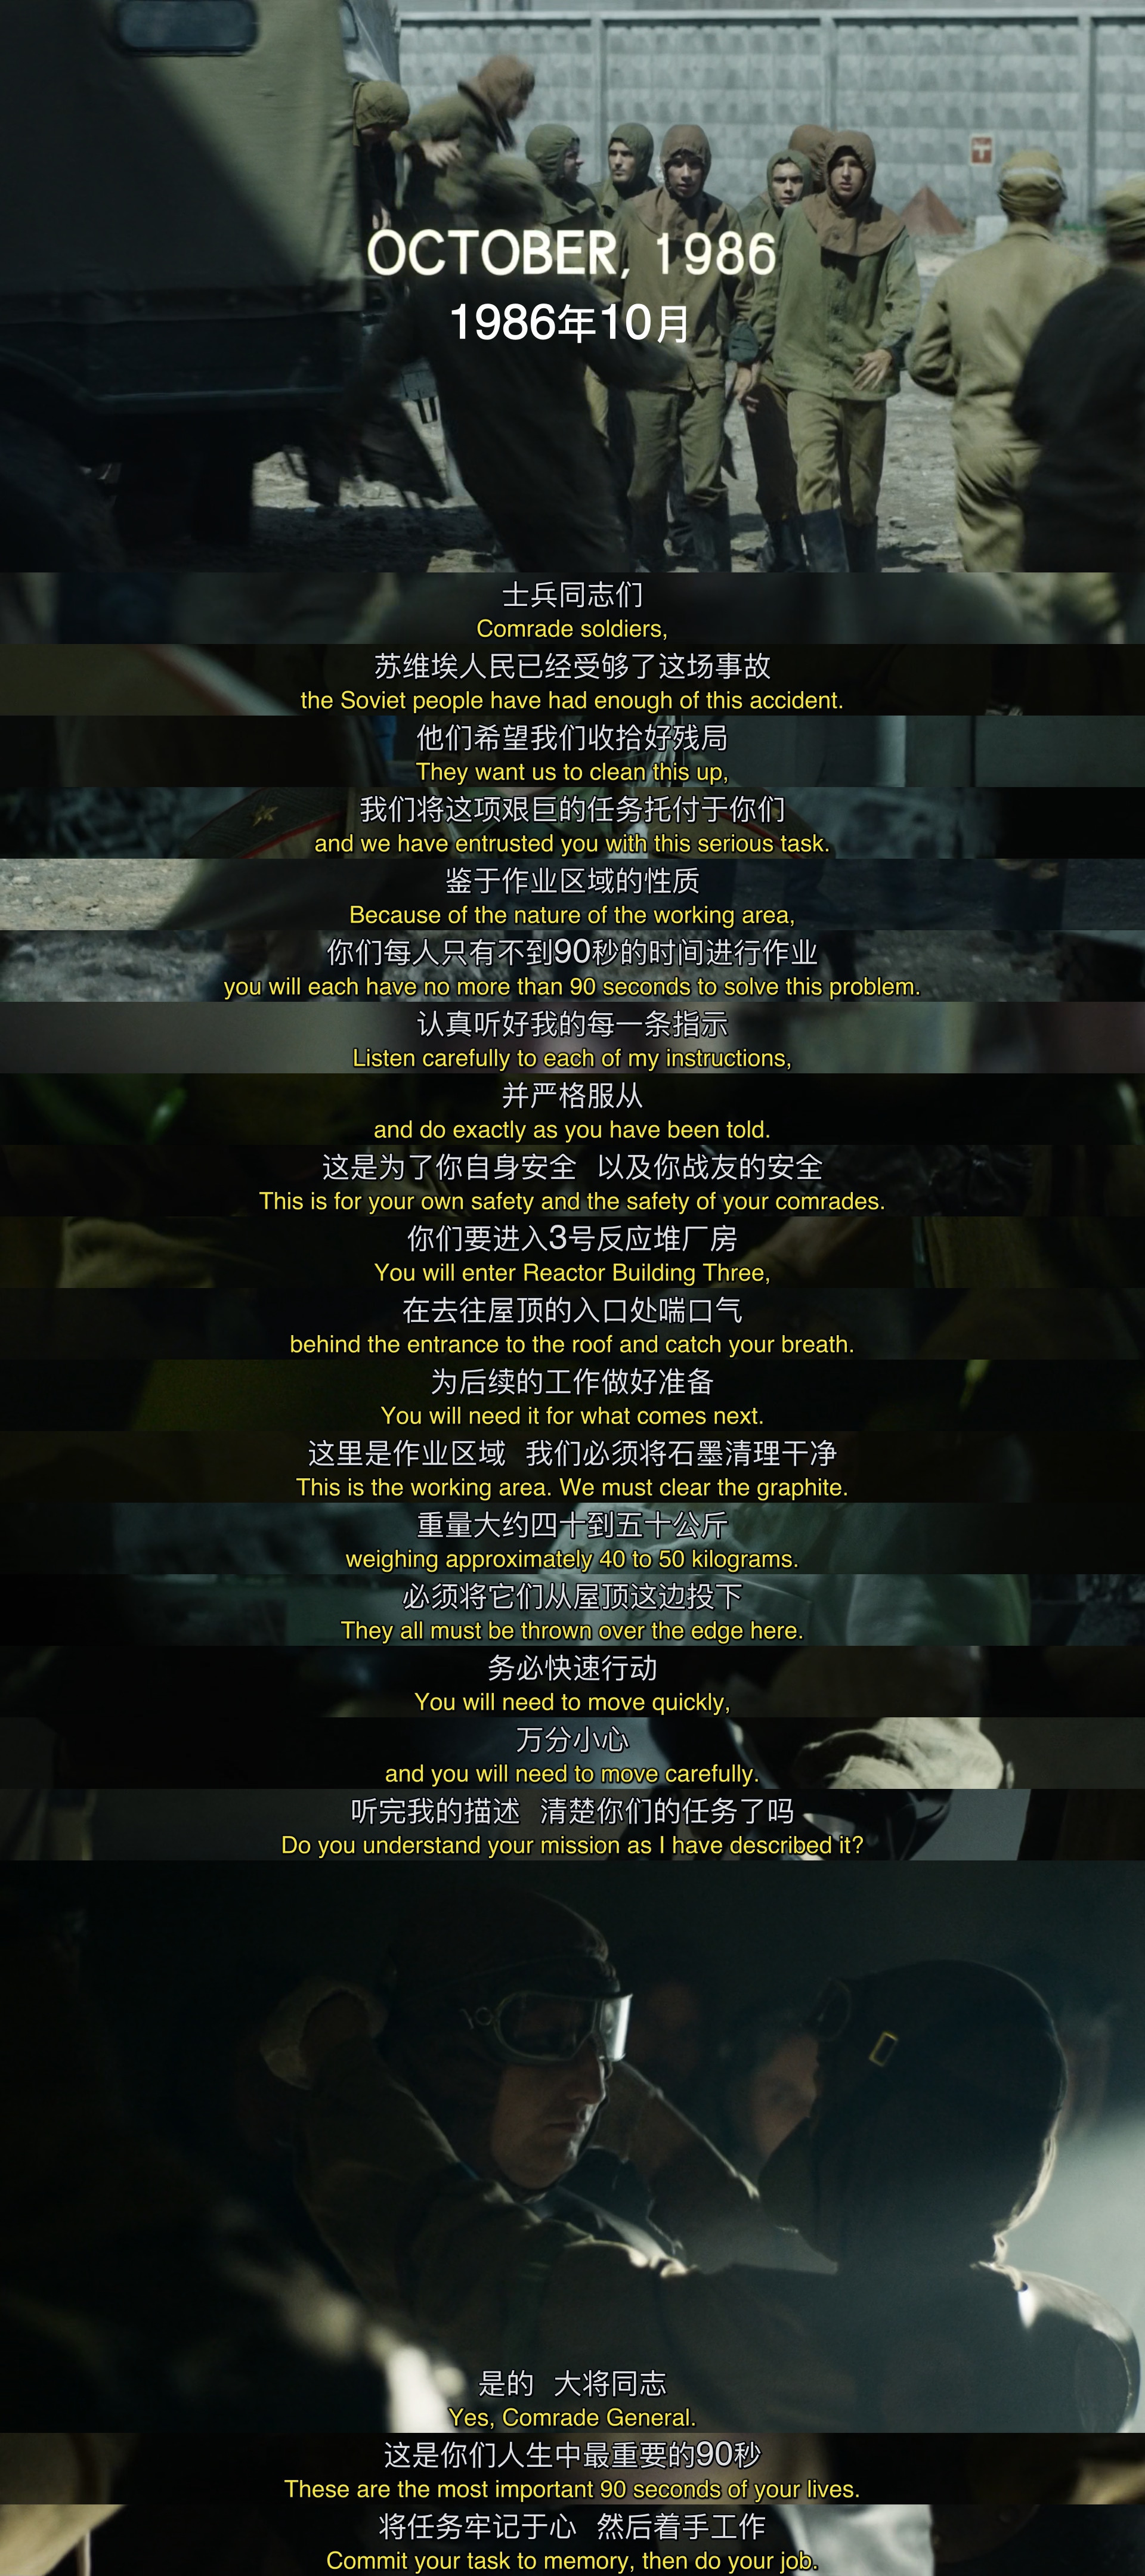 OCTOBER, 1986
1986年10月
士兵同志们
Comrade soldiers,
苏维埃人民已经受够了这场事故
the Soviet people have had enough of this accident.
他们希望我们收拾好残局
They want us to clean this up,
我们将这项艰巨的任务托付于你们
and we have entrusted you with this serious task.
鉴于作业区域的性质
Because of the nature of the working area,
你们每人只有不到90秒的时间进行作业
you will each have no more than 90 seconds to solve this problem.
认真听好我的每一条指示
Listen carefully to each of my instructions,
并严格服从
and do exactly as you have been told.
这是为了你自身安全 以及你战友的安全
This is for your own safety and the safety of your comrades.
你们要进入3号反应堆厂房
You will enter Reactor Building Three,
在去往屋顶的入口处喘口气
behind the entrance to the roof and catch your breath.
为后续的工作做好准备
You will need it for what comes next.
这里是作业区域 我们必须将石墨清理干净
This is the working area. We must clear the graphite.
重量大约四十到五十公斤
weighing approximately 40 to 50 kilograms.
必须将它们从屋顶这边投下
They all must be thrown over the edge here.
务必快速行动
You will need to move quickly,
万分小心
and you will need to move carefully.
听完我的描述 清楚你们的任务了吗
Do you understand your mission as I have described it?
是的 大将同志
Yes, Comrade General.
这是你们人生中最重要的90秒
These are the most important 90 seconds of your lives.
将任务牢记于心 然后着手工作
Commit your task to memory, then do your job.